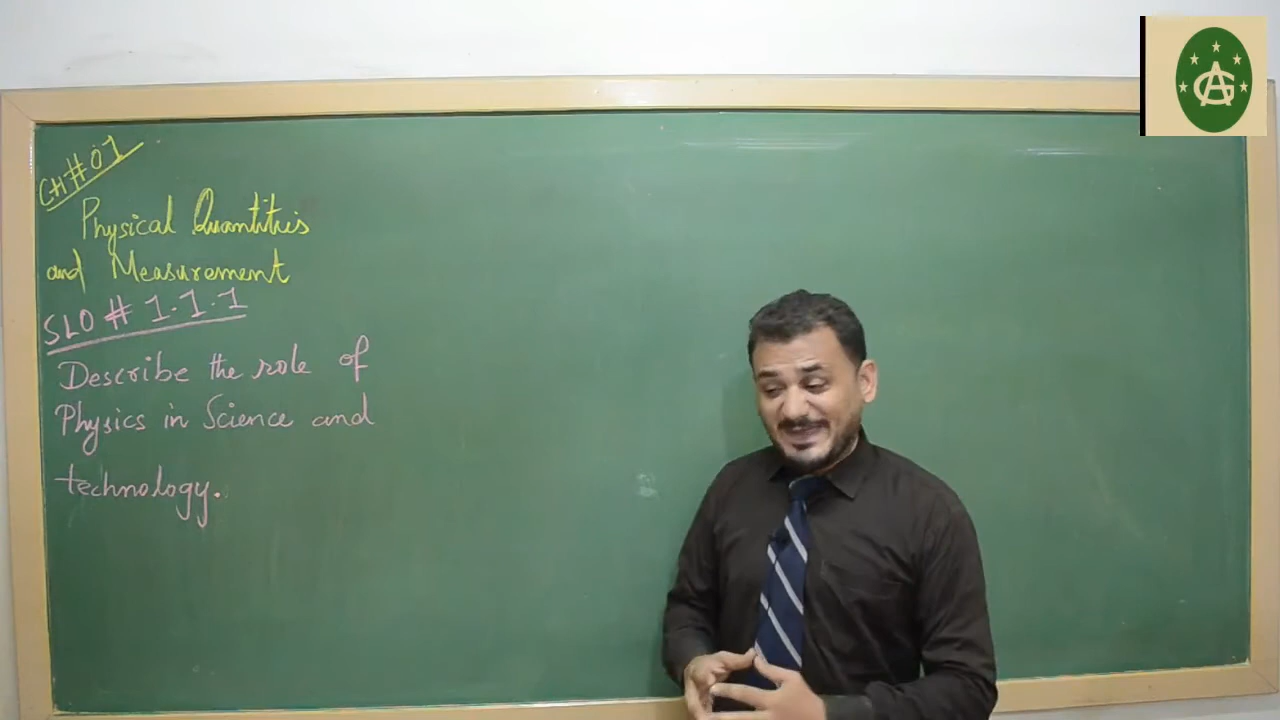 CH#01
Physical Quantities
and Measurement
SLO # 1.1.1
Describe the role of
Physics in Science and
technology.
AG